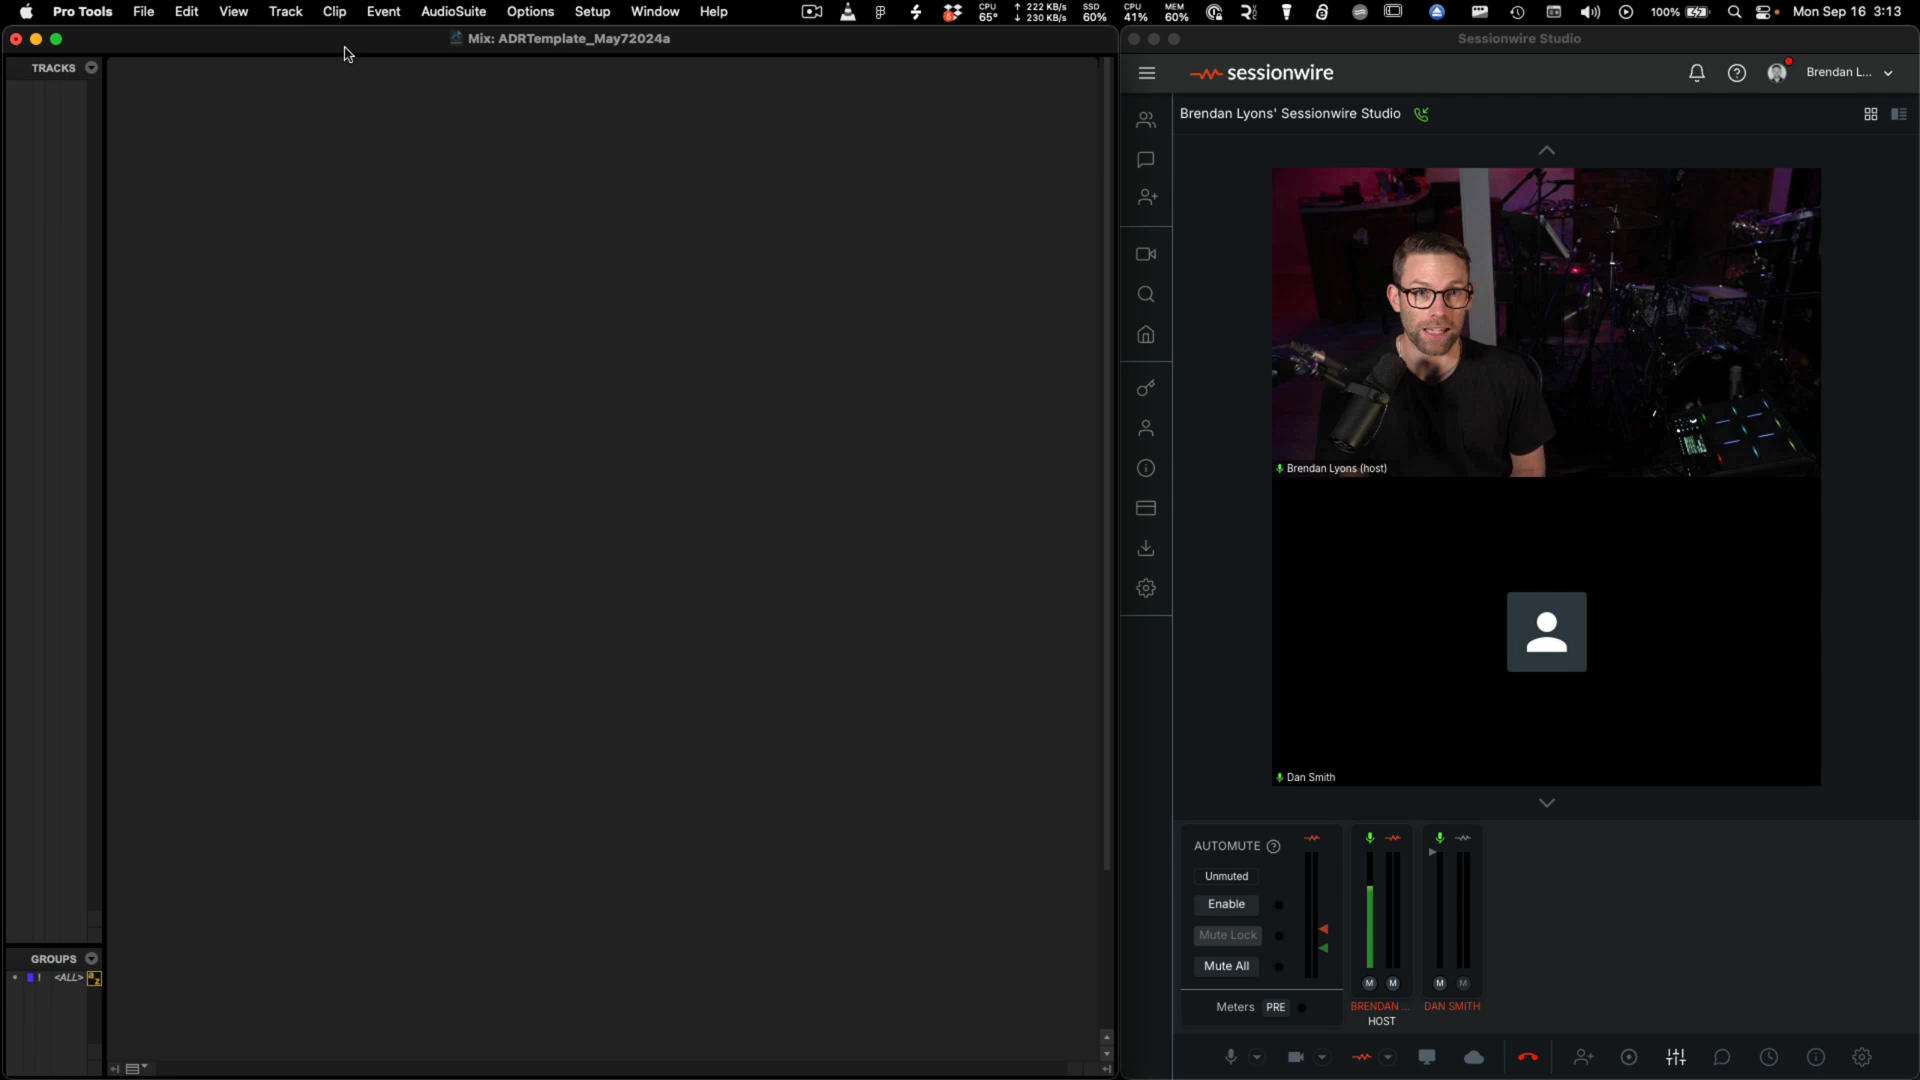 Pro Tools File Edit View Track Clip Event AudioSuite Options Setup Window Help
CPU 65° ↑ 222 KB/s ↓ 230 KB/s SSD 60% CPU 41% MEM 60% 100% Mon Sep 16 3:13
Mix: ADRTemplate_May72024a
Sessionwire Studio
TRACKS
sessionwire
Brendan L...
Brendan Lyons' Sessionwire Studio
Brendan Lyons (host)
Dan Smith
AUTOMUTE
Unmuted
Enable
Mute Lock
Mute All
M M M M
Meters PRE
BRENDAN ... DAN SMITH
HOST
GROUPS
! <ALL>